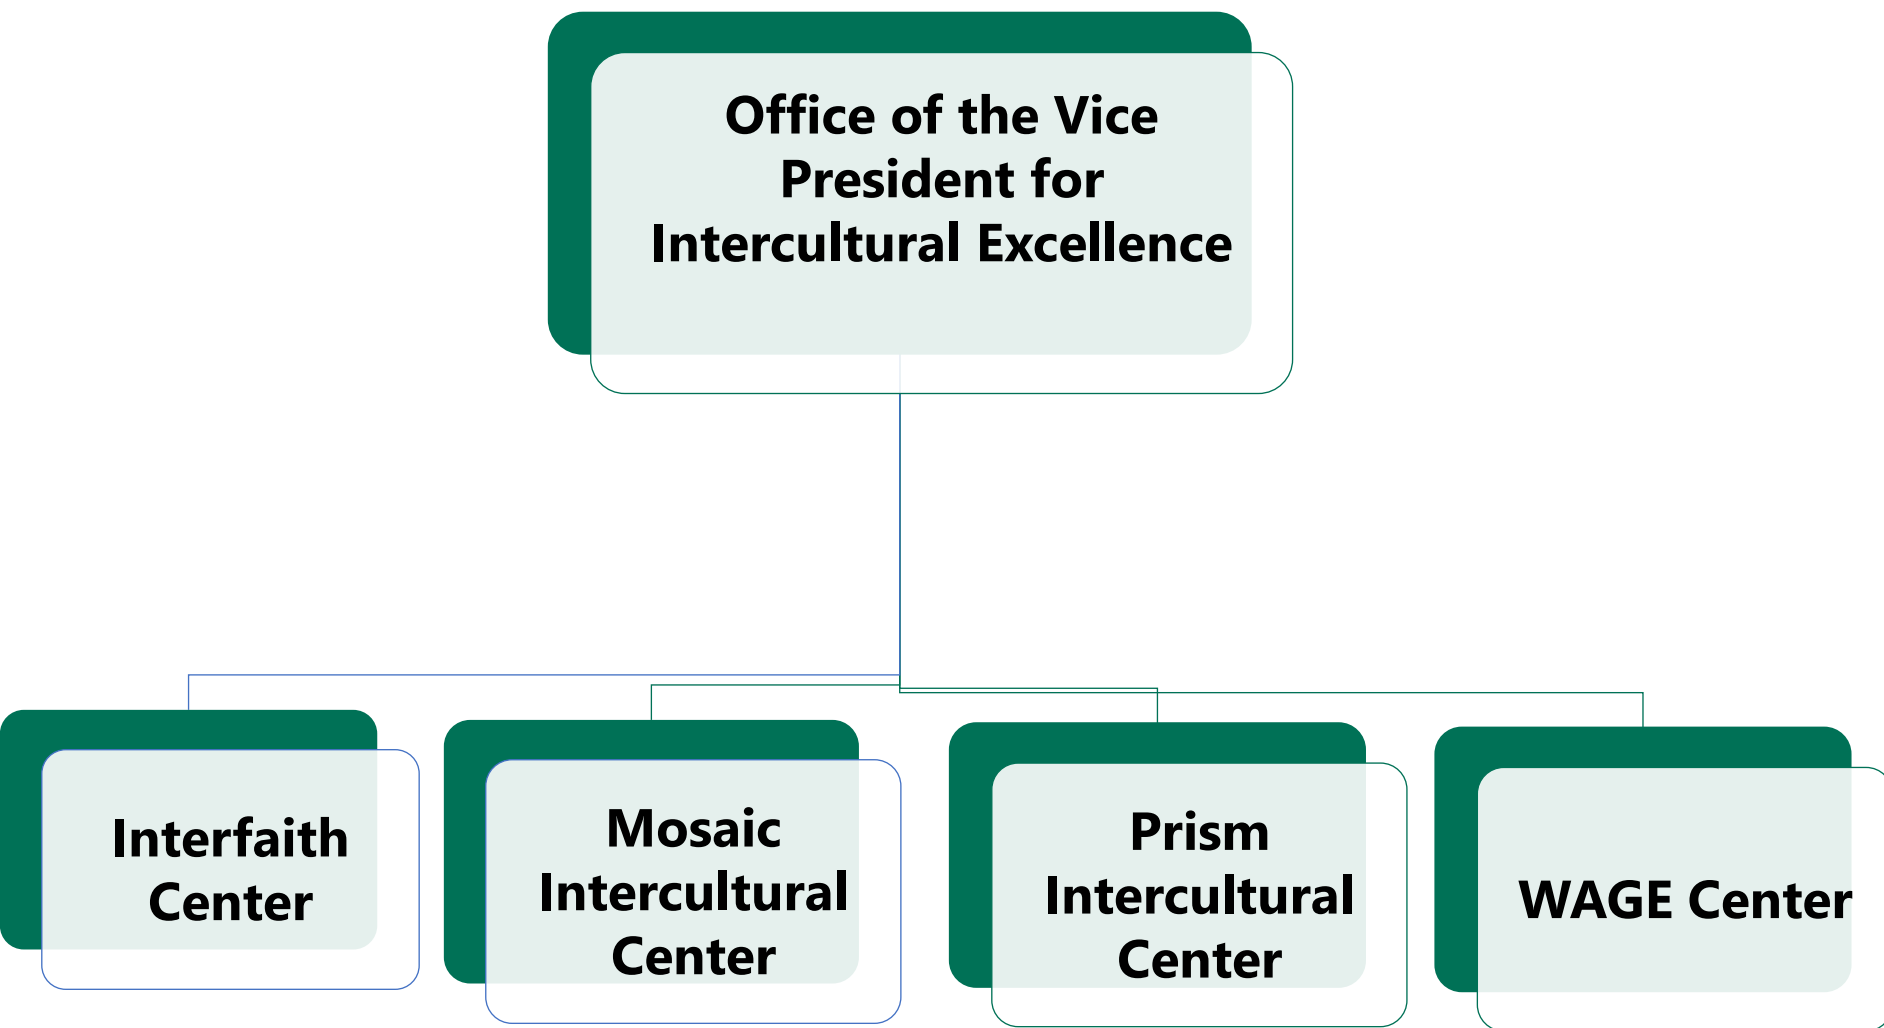 Office of the Vice
President for
Intercultural Excellence
Interfaith
Center
Mosaic
Intercultural
Center
Prism
Intercultural
Center
WAGE Center